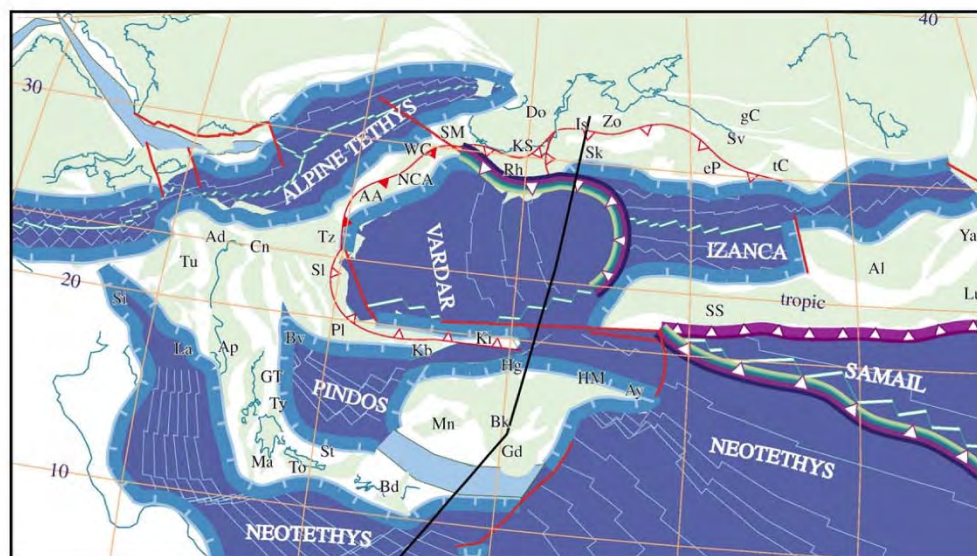 40
30
Do
Is
Zo
gC
Sv
ALPINE TETHYS
SM
WC
KS
Sk
Rh
cP
tC
NCA
AA
Ad
Cn
Tz
VARDAR
IZANCA
Ya
Tu
Al
20
Sl
Si
tropic
Lu
SS
Pl
La
Ap
Bv
Kb
Ki
Hg
SAMAIL
GT
PINDOS
HM
Ay
Ty
Mn
Bk
NEOTETHYS
10
St
Gd
Ma
To
Bd
NEOTETHYS